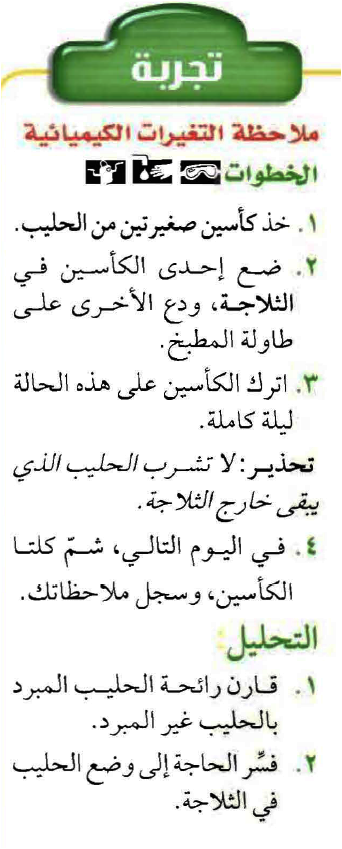 تجربة
ملاحظة التغيرات الكيميائية
الخطوات
١. خذ كأسين صغيرتين من الحليب.
٢. ضع إحدى الكأسين في
الثلاجة، ودع الأخرى على
طاولة المطبخ.
٣. اترك الكأسين على هذه الحالة
ليلة كاملة.
تحذير: لا تشرب الحليب الذي
يبقى خارج الثلاجة.
٤. في اليوم التالي، شمّ كلتا
الكأسين، وسجل ملاحظاتك.
التحليل
١. قارن رائحة الحليب المبرد
بالحليب غير المبرد.
٢. فسِّر الحاجة إلى وضع الحليب
في الثلاجة.